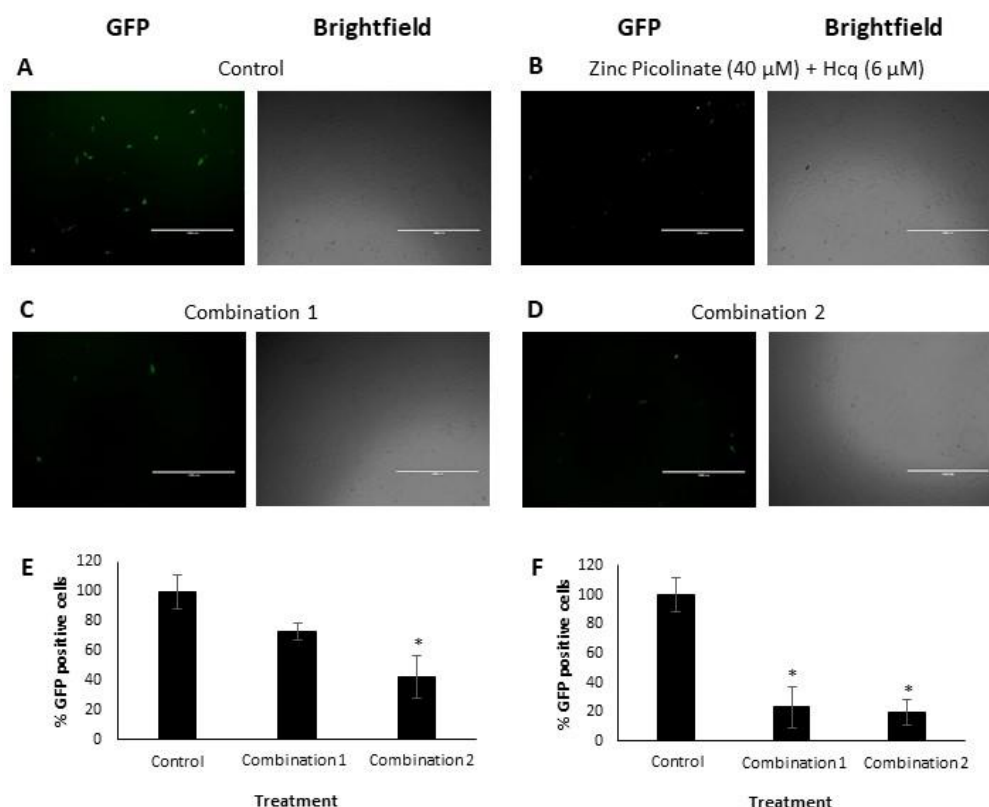 GFP Brightfield GFP Brightfield
A Control B Zinc Picolinate (40 µM) + Hcq (6 µM)
C Combination 1 D Combination 2
E
% GFP positive cells
120
100
80
60
40
20
0
*
Control Combination 1 Combination 2
Treatment
F
% GFP positive cells
120
100
80
60
40
20
0
* *
Control Combination 1 Combination 2
Treatment